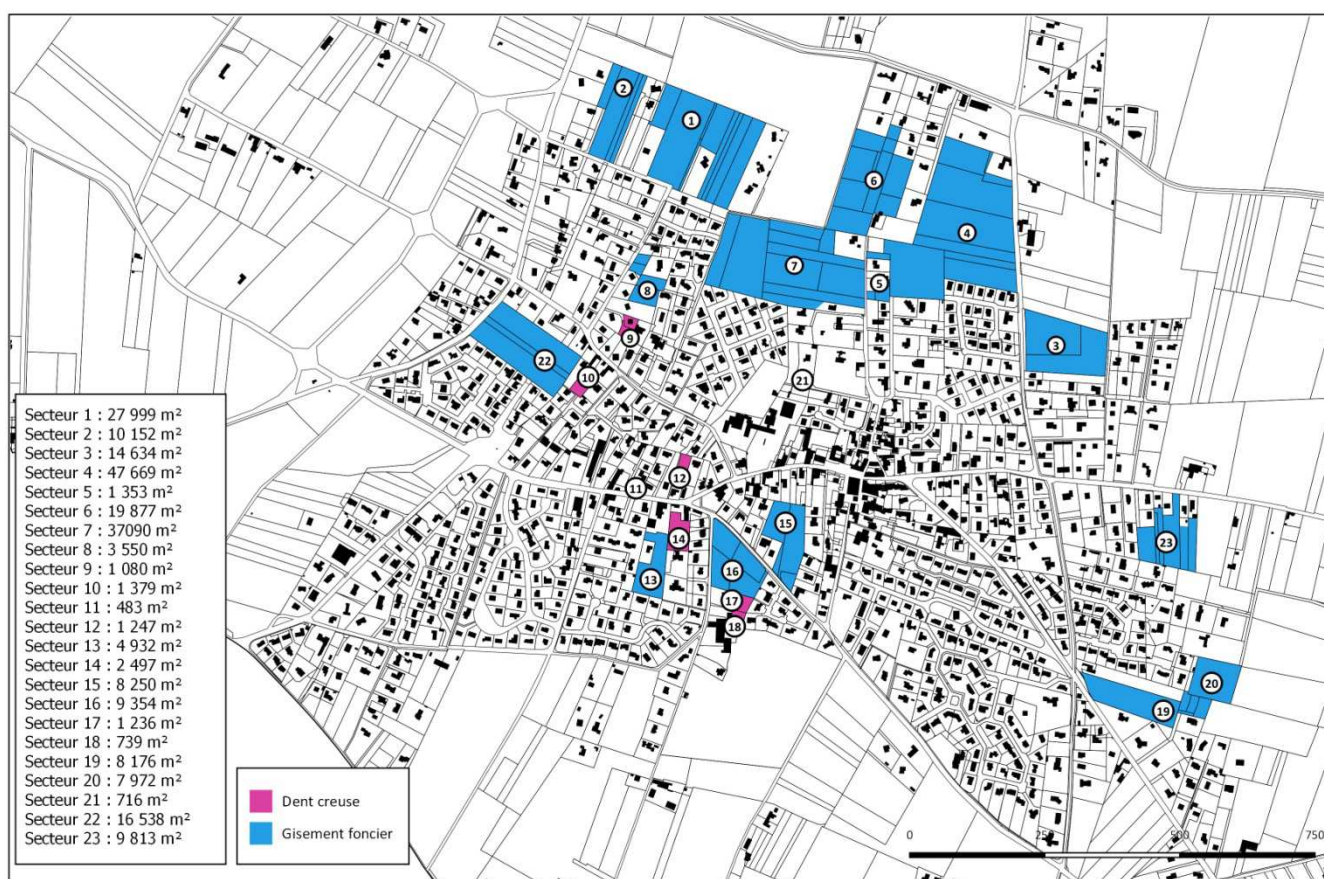 2
1
6
4
7
5
8
3
9
22
10
21
12
11
15
14
23
16
13
17
18
20
19
Secteur 1 : 27 999 m²
Secteur 2 : 10 152 m²
Secteur 3 : 14 634 m²
Secteur 4 : 47 669 m²
Secteur 5 : 1 353 m²
Secteur 6 : 19 877 m²
Secteur 7 : 37090 m²
Secteur 8 : 3 550 m²
Secteur 9 : 1 080 m²
Secteur 10 : 1 379 m²
Secteur 11 : 483 m²
Secteur 12 : 1 247 m²
Secteur 13 : 4 932 m²
Secteur 14 : 2 497 m²
Secteur 15 : 8 250 m²
Secteur 16 : 9 354 m²
Secteur 17 : 1 236 m²
Secteur 18 : 739 m²
Secteur 19 : 8 176 m²
Secteur 20 : 7 972 m²
Secteur 21 : 716 m²
Secteur 22 : 16 538 m²
Secteur 23 : 9 813 m²
Dent creuse
Gisement foncier
0 250 500 750